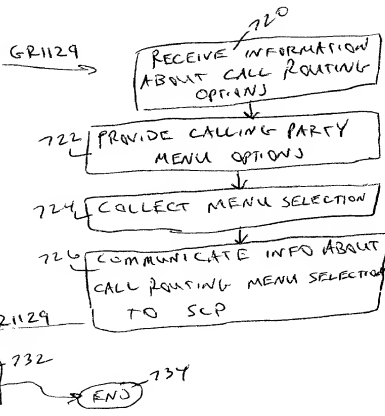 720
GR1129
RECEIVE INFORMATION
ABOUT CALL ROUTING
OPTIONS
722
PROVIDE CALLING PARTY
MENU OPTIONS
724
COLLECT MENU SELECTION
726
COMMUNICATE INFO ABOUT
CALL ROUTING MENU SELECTION
TO SCP
R1129
732
734
END